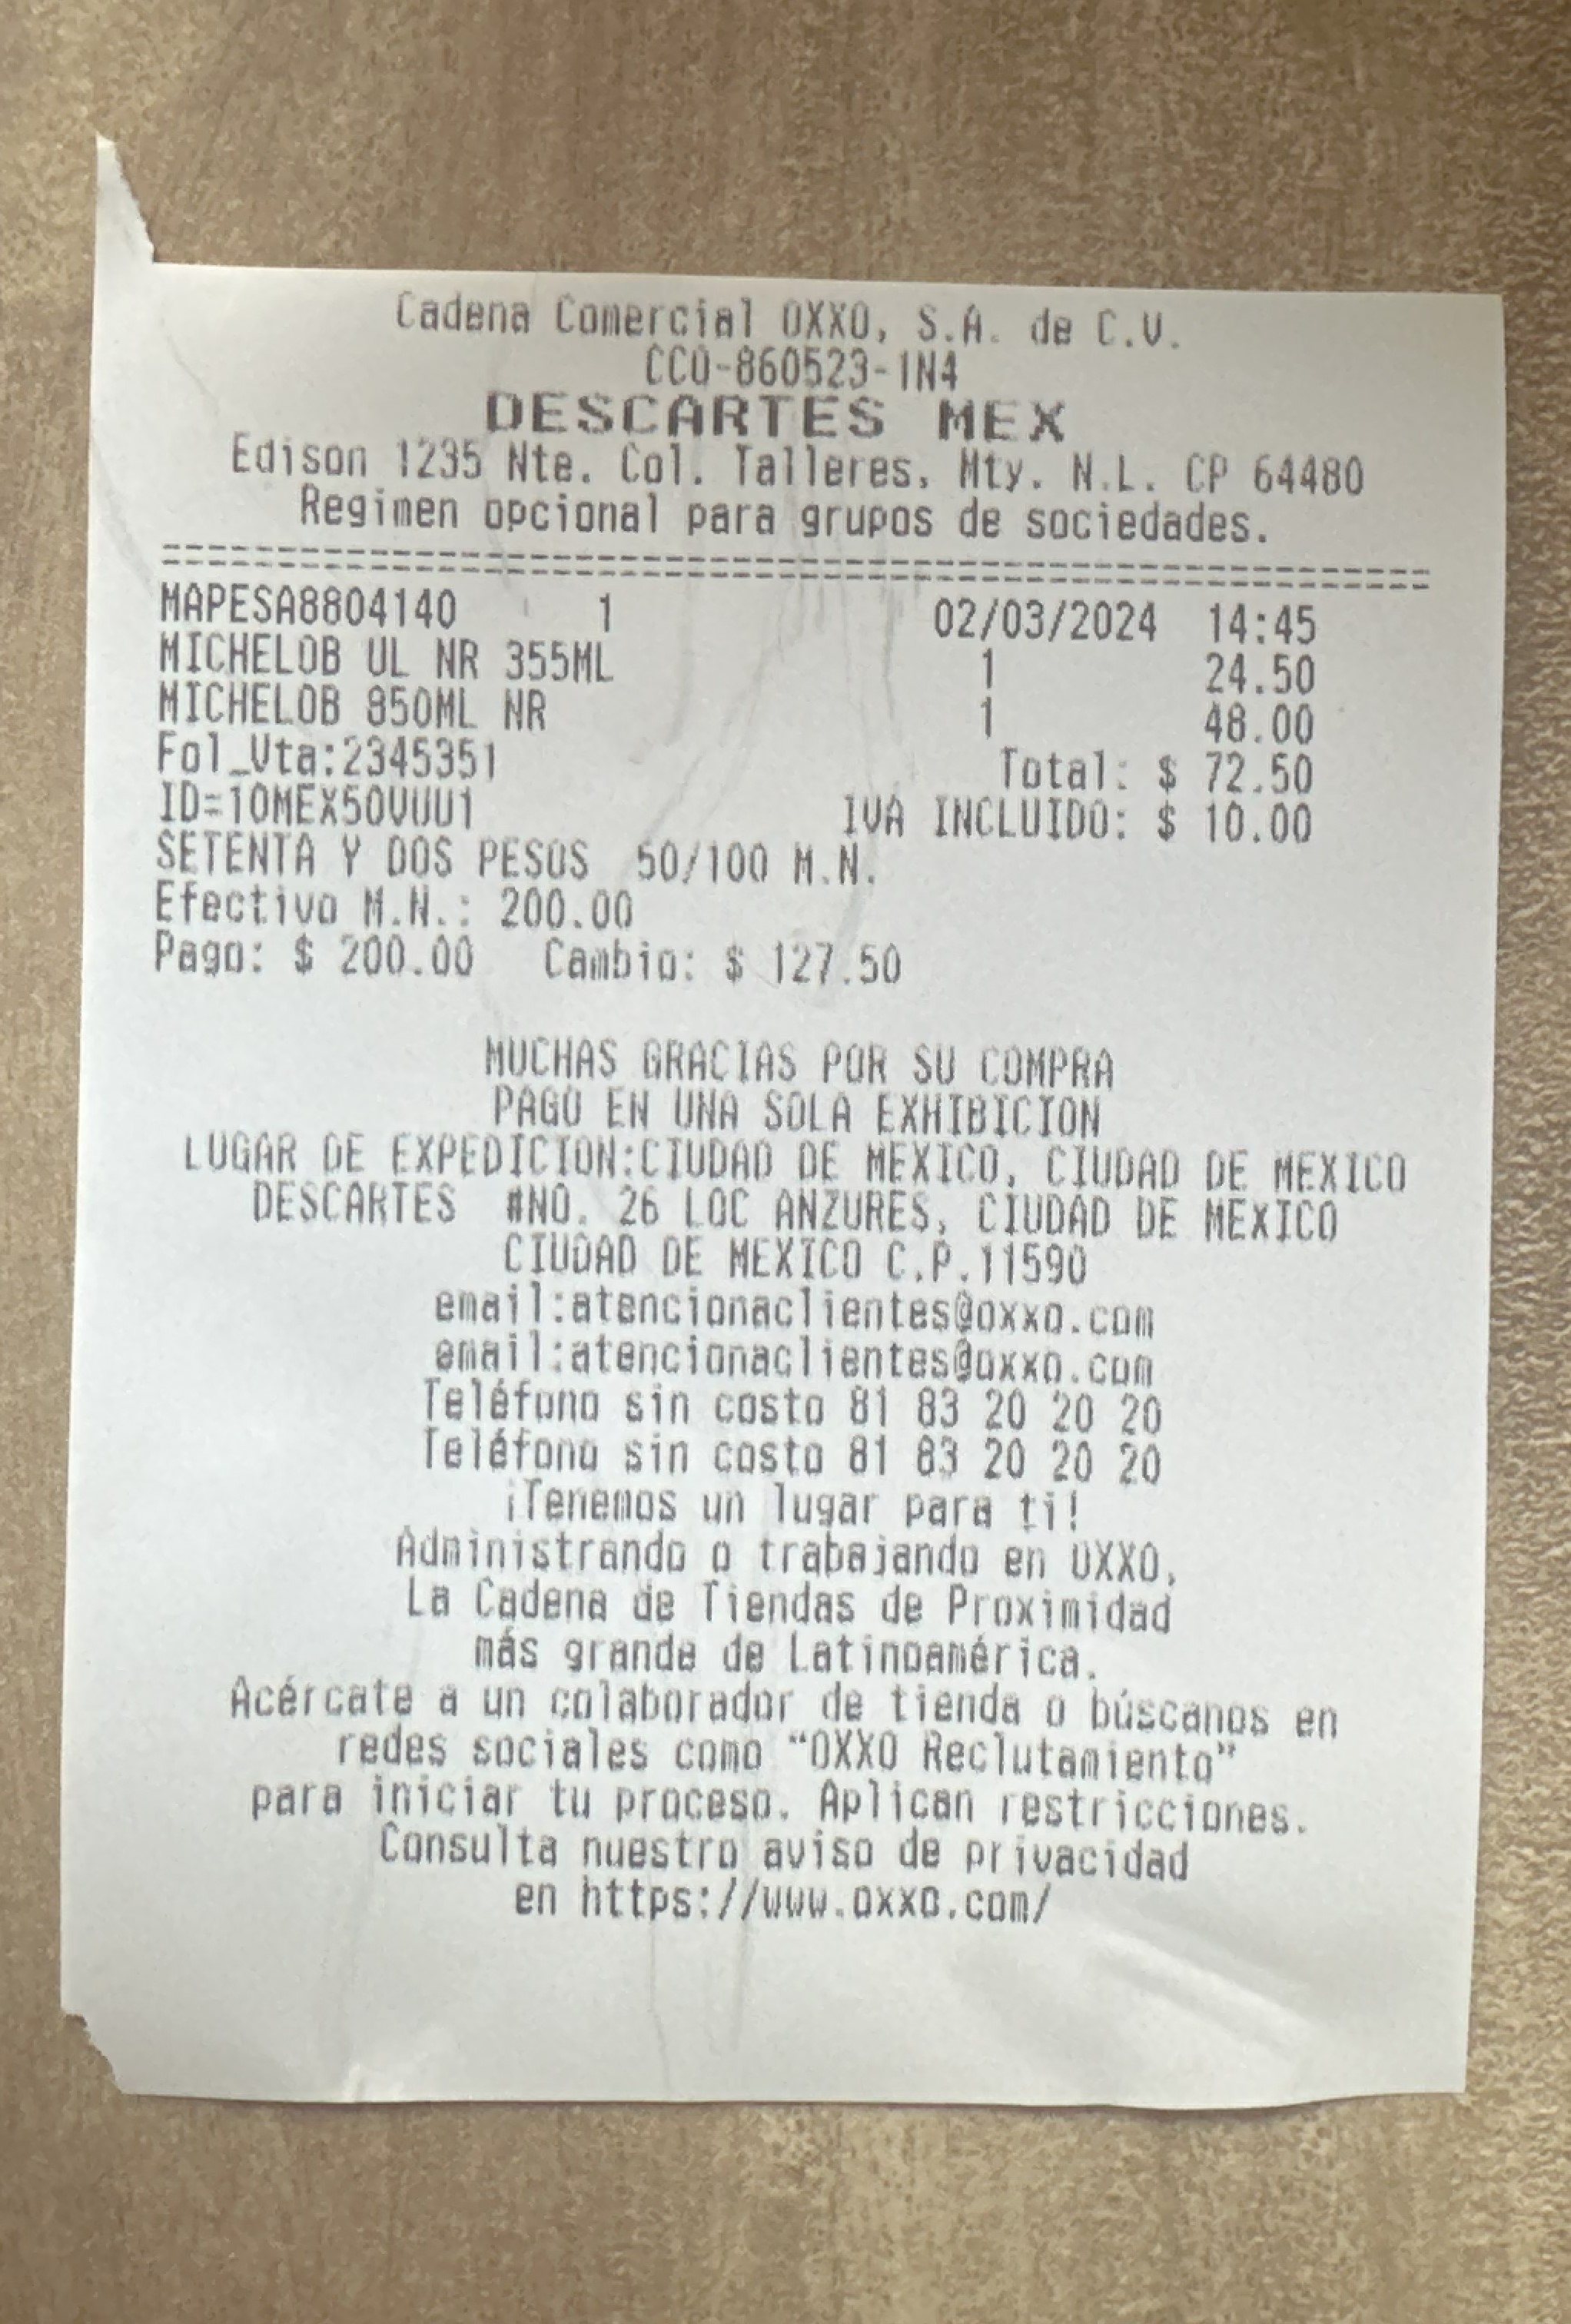 Cadena Comercial OXXO, S.A. de C.V.
CCO-860523-1N4
DESCARTES MEX
Edison 1235 Nte. Col. Talleres, Mty. N.L. CP 64480
Regimen opcional para grupos de sociedades.
=======================================================
MAPESA8804140 1 02/03/2024 14:45
MICHELOB UL NR 355ML 1 24.50
MICHELOB 850ML NR 1 48.00
Fol_Vta:2345351 Total: $ 72.50
ID=10MEX50VUU1 IVA INCLUIDO: $ 10.00
SETENTA Y DOS PESOS 50/100 M.N.
Efectivo M.N.: 200.00
Pago: $ 200.00 Cambio: $ 127.50
MUCHAS GRACIAS POR SU COMPRA
PAGO EN UNA SOLA EXHIBICION
LUGAR DE EXPEDICION:CIUDAD DE MEXICO, CIUDAD DE MEXICO
DESCARTES #NO. 26 LOC ANZURES, CIUDAD DE MEXICO
CIUDAD DE MEXICO C.P.11590
email:atencionaclientes@oxxo.com
email:atencionaclientes@oxxo.com
Teléfono sin costo 81 83 20 20 20
Teléfono sin costo 81 83 20 20 20
¡Tenemos un lugar para ti!
Administrando o trabajando en OXXO,
La Cadena de Tiendas de Proximidad
más grande de Latinoamérica.
Acércate a un colaborador de tienda o búscanos en
redes sociales como “OXXO Reclutamiento”
para iniciar tu proceso. Aplican restricciones.
Consulta nuestro aviso de privacidad
en https://www.oxxo.com/